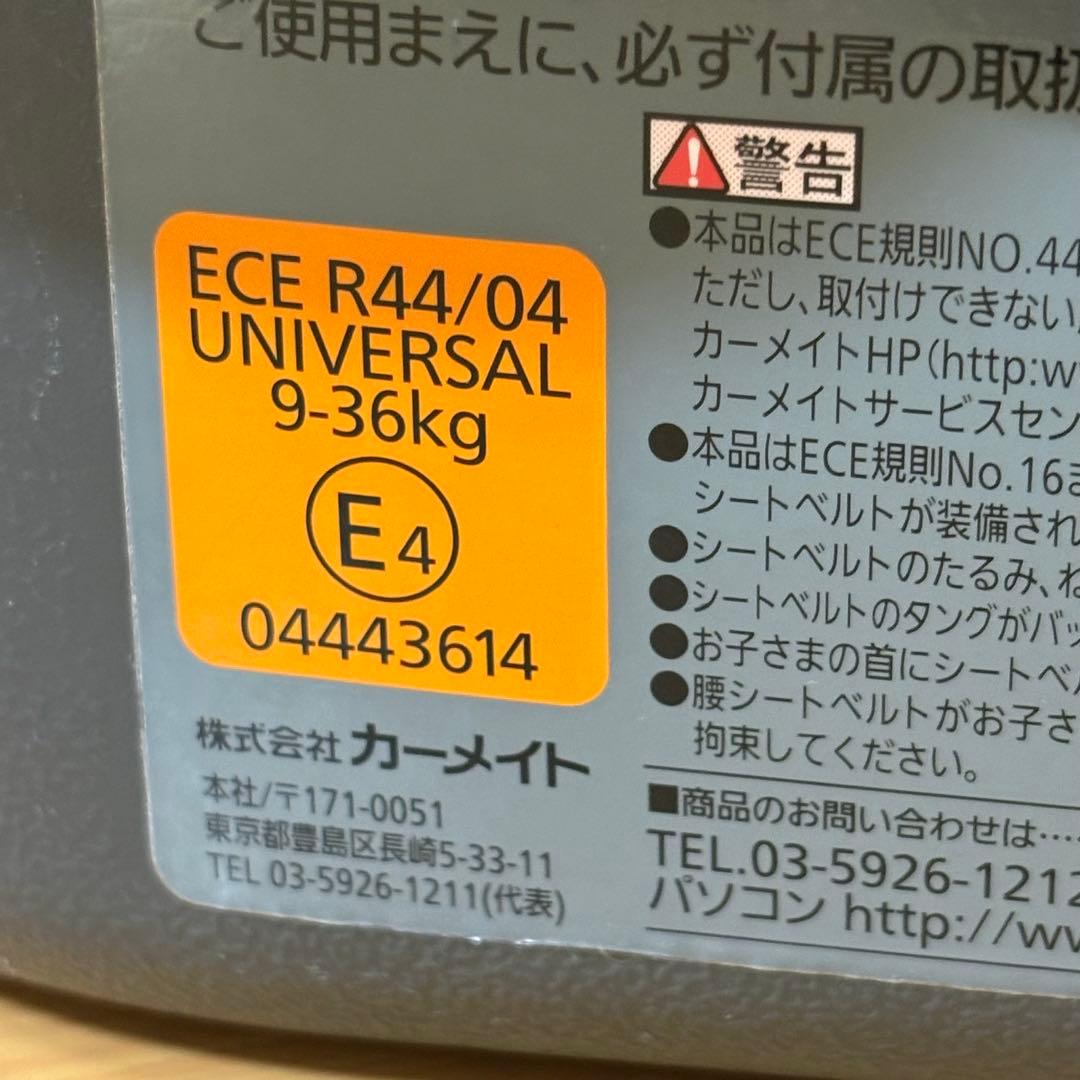 ご使用まえに、必ず付属の取扱
警告
ECE R44/04
UNIVERSAL
9-36kg
E4
04443614
株式会社 カーメイト
本社/〒171-0051
東京都豊島区長崎5-33-11
TEL 03-5926-1211(代表)
●本品はECE規則NO.44
ただし、取付けできない
カーメイトHP(http:w
カーメイトサービスセン
●本品はECE規則No.16ま
シートベルトが装備され
●シートベルトのたるみ、ね
●シートベルトのタングがバッ
●お子さまの首にシートベル
●腰シートベルトがお子さ
拘束してください。
■商品のお問い合わせは‥‥
TEL.03-5926-1212
パソコン http://ww